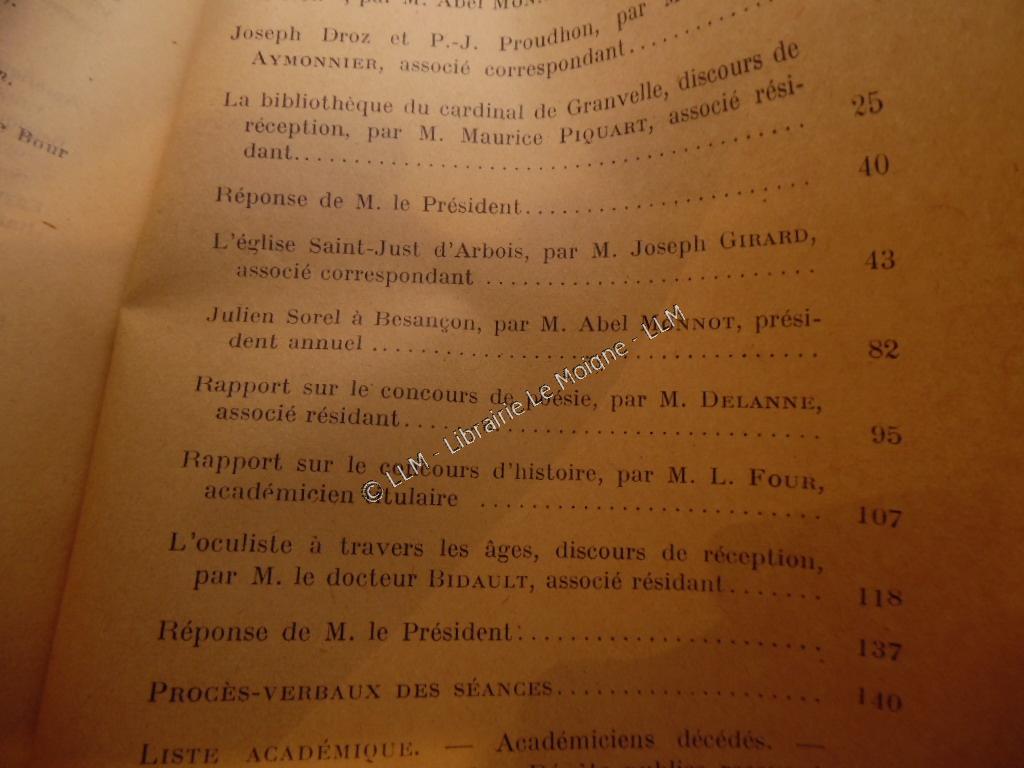 par M. Abel
Joseph Droz et P.-J. Proudhon, par M.
AYMONNIER, associé correspondant..........
La bibliothèque du cardinal de Granvelle, discours de
réception, par M. Maurice PIQUART, associé rési-
dant.......................................... 25
Réponse de M. le Président...................... 40
L'église Saint-Just d'Arbois, par M. Joseph GIRARD,
associé correspondant .......................... 43
Julien Sorel à Besançon, par M. Abel MONNOT, prési-
dent annuel .................................... 82
Rapport sur le concours de poésie, par M. DELANNE,
associé résidant................................ 95
Rapport sur le concours d'histoire, par M. L. FOUR,
académicien titulaire .......................... 107
L'oculiste à travers les âges, discours de réception,
par M. le docteur BIDAULT, associé résidant........ 118
Réponse de M. le Président...................... 137
PROCÈS-VERBAUX DES SÉANCES...................... 140
LISTE ACADÉMIQUE. — Académiciens décédés. —
n.
Bour
© LLM - Librairie Le Moigne - LLM